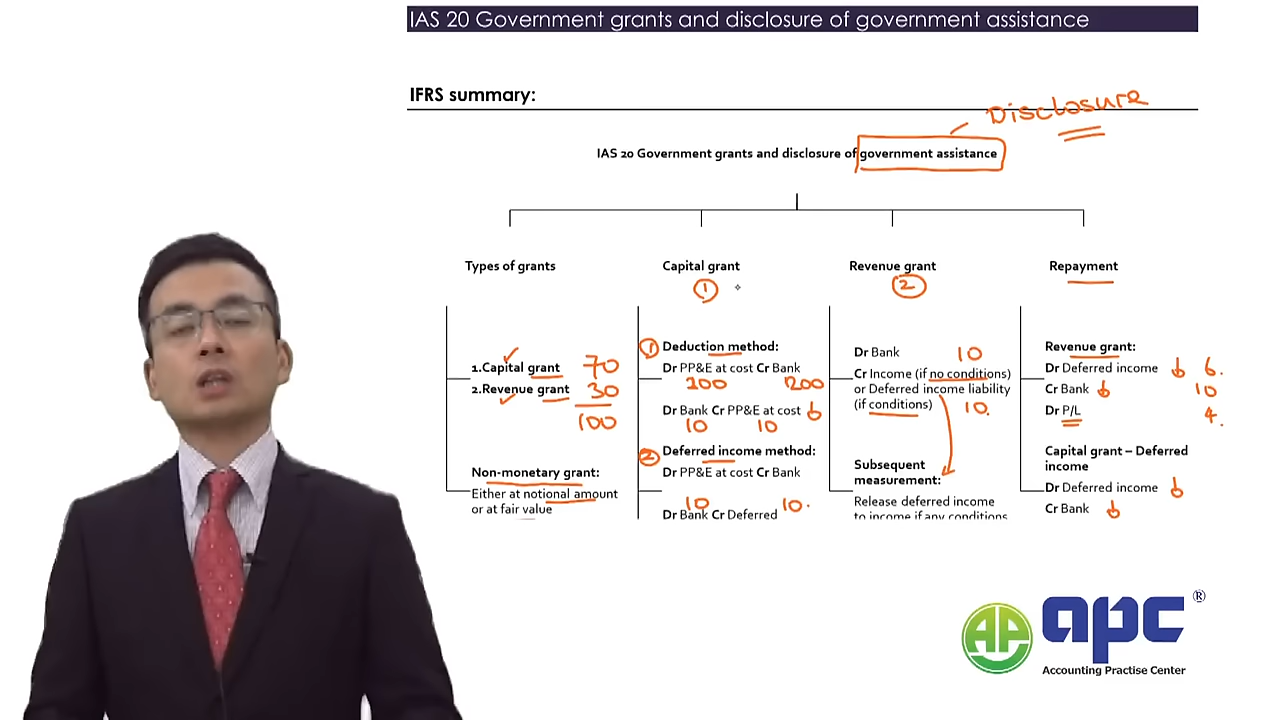 IAS 20 Government grants and disclosure of government assistance
IFRS summary:
Disclosure
IAS 20 Government grants and disclosure of government assistance
Types of grants
1.Capital grant 70
2.Revenue grant 30
100
Non-monetary grant:
Either at notional amount
or at fair value
Capital grant
1
1 Deduction method:
Dr PP&E at cost Cr Bank
200 200
Dr Bank Cr PP&E at cost
10 10
2 Deferred income method:
Dr PP&E at cost Cr Bank
10 10.
Dr Bank Cr Deferred
Revenue grant
2
Dr Bank 10
Cr Income (if no conditions)
or Deferred income liability
(if conditions) 10.
Subsequent
measurement:
Release deferred income
to income if any conditions
Repayment
Revenue grant:
Dr Deferred income 6.
Cr Bank 10
Dr P/L 4.
Capital grant – Deferred
income
Dr Deferred income
Cr Bank
apc ®
Accounting Practise Center